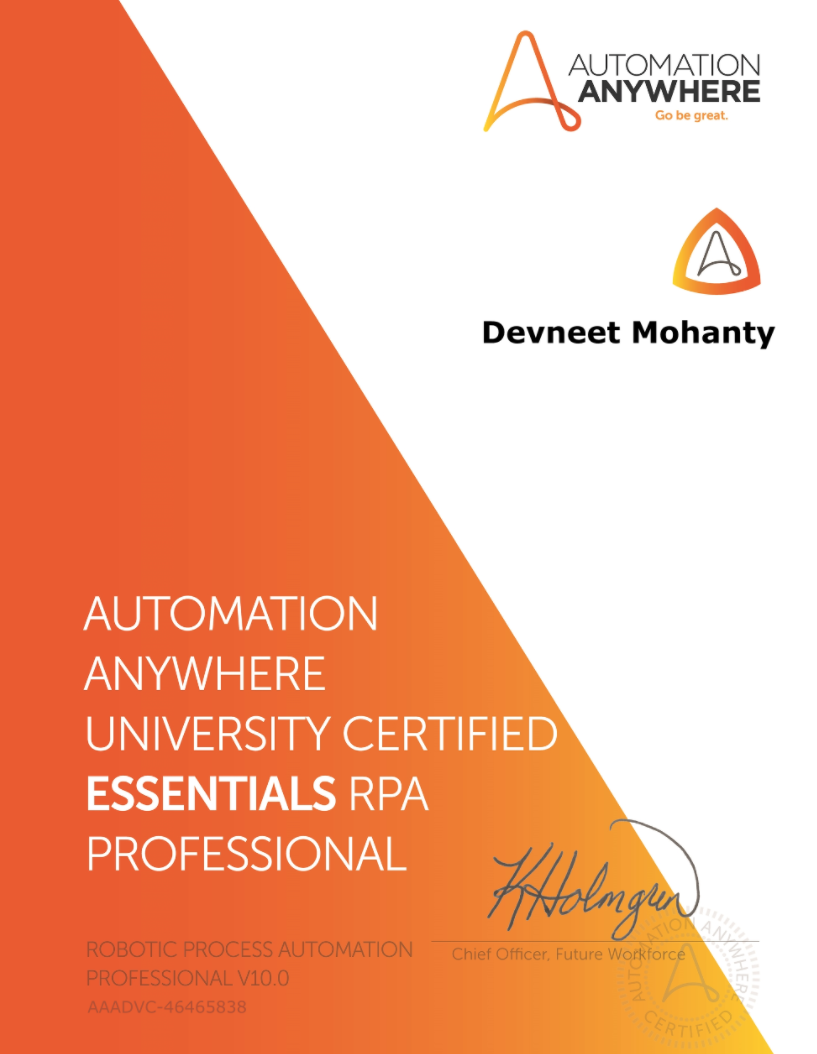 AUTOMATION
ANYWHERE
Go be great.
Devneet Mohanty
AUTOMATION
ANYWHERE
UNIVERSITY CERTIFIED
ESSENTIALS RPA
PROFESSIONAL
KHolmgren
Chief Officer, Future Workforce
ROBOTIC PROCESS AUTOMATION
PROFESSIONAL V10.0
AAADVC-46465838
AUTOMATION ANYWHERE
CERTIFIED